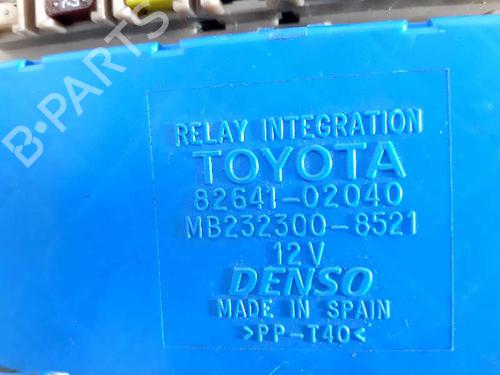 RELAY INTEGRATION
TOYOTA
82641-02040
MB232300-8521
12V
DENSO
MADE IN SPAIN
>PP-T40<
B-PARTS